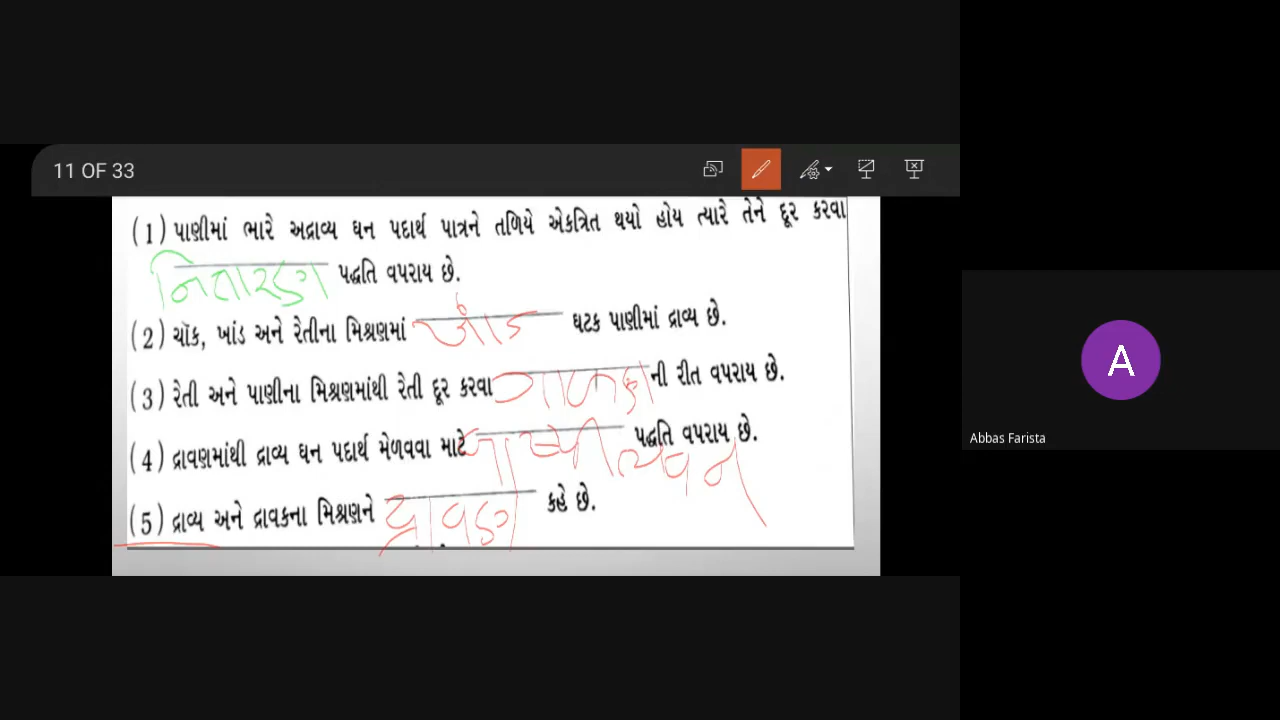 11 OF 33
(1) પાણીમાં ભારે અદ્રાવ્ય ઘન પદાર્થ પાત્રને તળિયે એકત્રિત થયો હોય ત્યારે તેને દૂર કરવા
નિતારણ પદ્ધતિ વપરાય છે.
(2) ચૉક, ખાંડ અને રેતીના મિશ્રણમાં ખાંડ ઘટક પાણીમાં દ્રાવ્ય છે.
(3) રેતી અને પાણીના મિશ્રણમાંથી રેતી દૂર કરવા ગાળણ ની રીત વપરાય છે.
(4) દ્રાવણમાંથી દ્રાવ્ય ઘન પદાર્થ મેળવવા માટે બાષ્પીભવન પદ્ધતિ વપરાય છે.
(5) દ્રાવ્ય અને દ્રાવકના મિશ્રણને દ્રાવણ કહે છે.
A
Abbas Farista